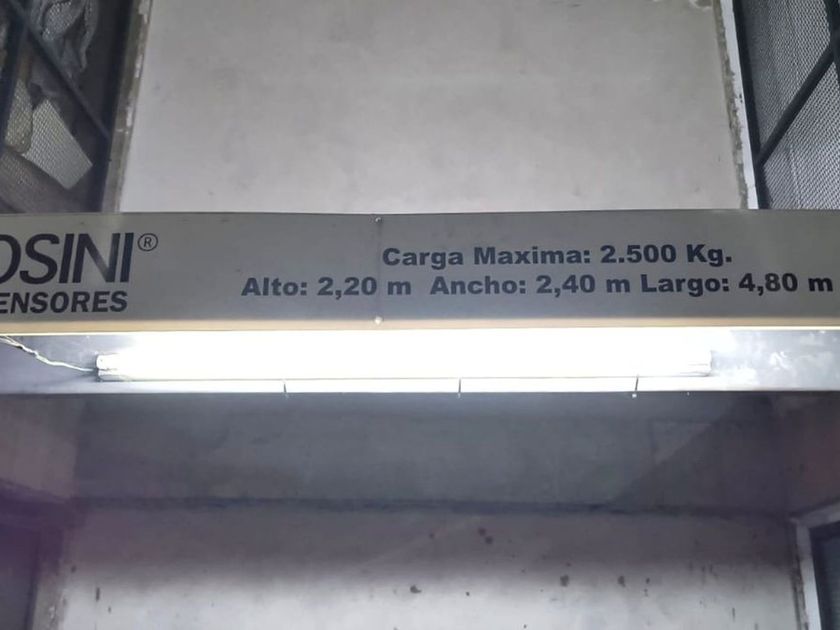 OSINI®
ENSORES
Carga Maxima: 2.500 Kg.
Alto: 2,20 m Ancho: 2,40 m Largo: 4,80 m